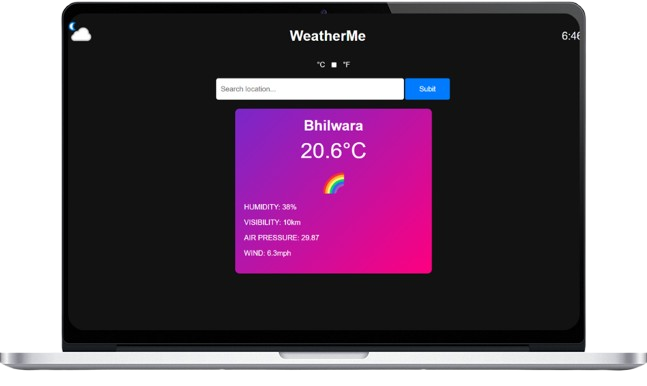 WeatherMe
6:46
°C °F
Search location... Subit
Bhilwara
20.6°C
HUMIDITY: 38%
VISIBILITY: 10km
AIR PRESSURE: 29.87
WIND: 6.3mph